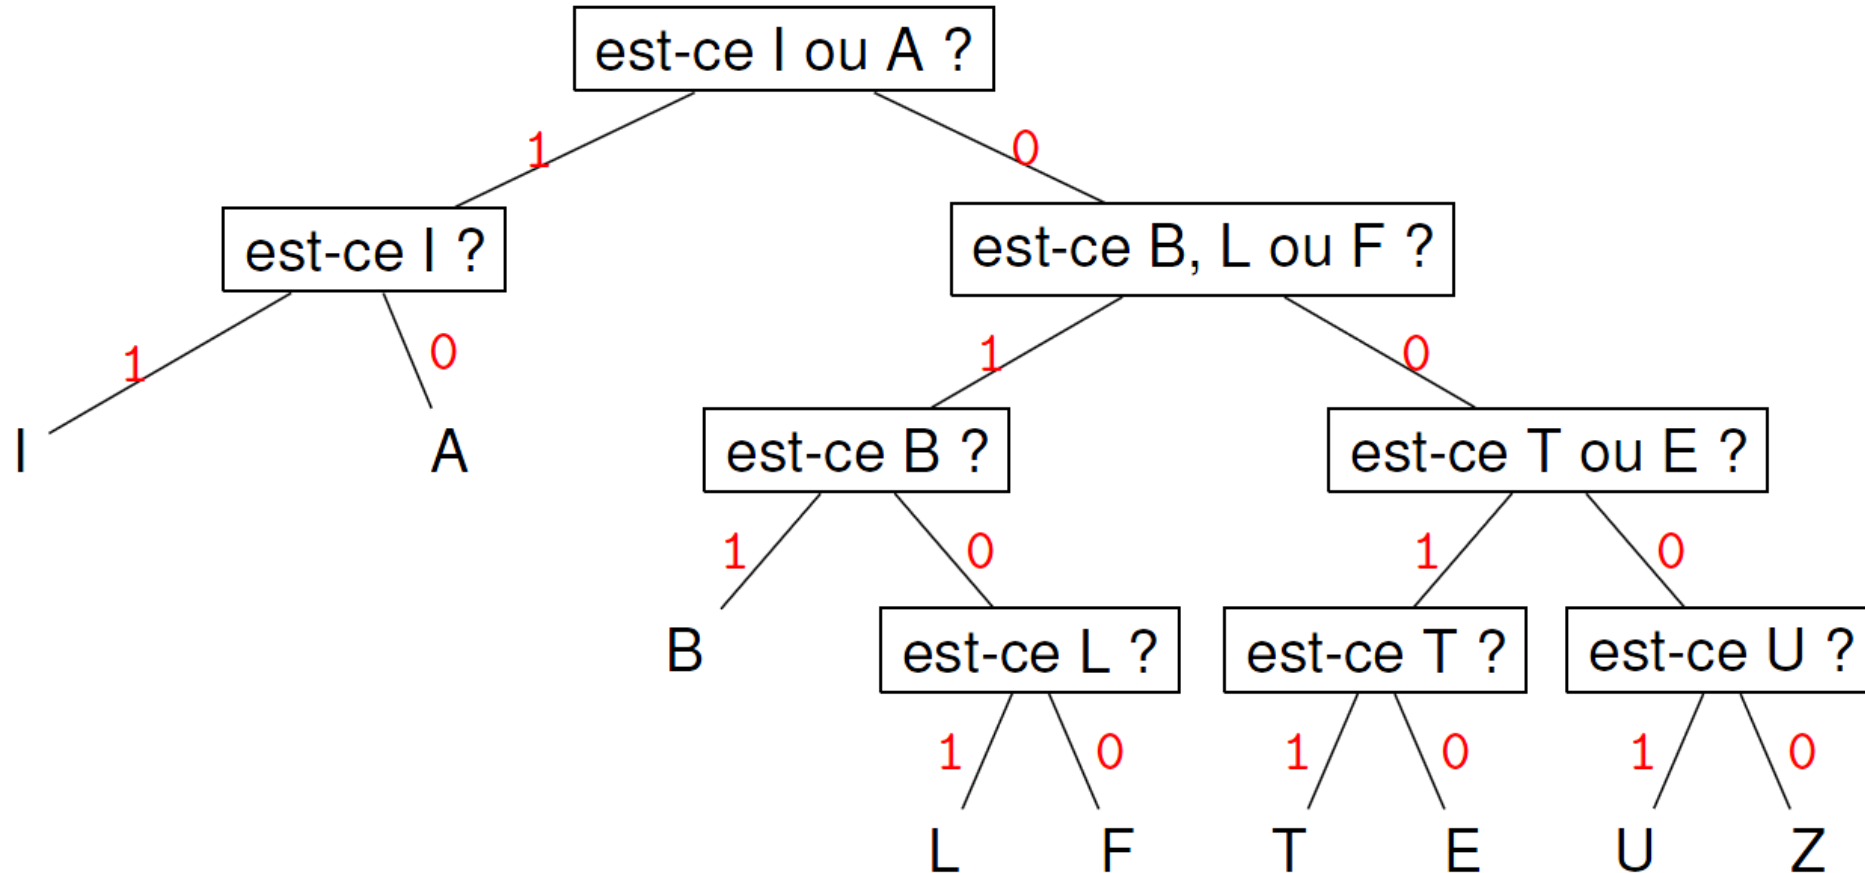 est-ce I ou A ?
1 0
est-ce I ? est-ce B, L ou F ?
1 0 1 0
I A est-ce B ? est-ce T ou E ?
1 0 1 0
B est-ce L ? est-ce T ? est-ce U ?
1 0 1 0 1 0
L F T E U Z